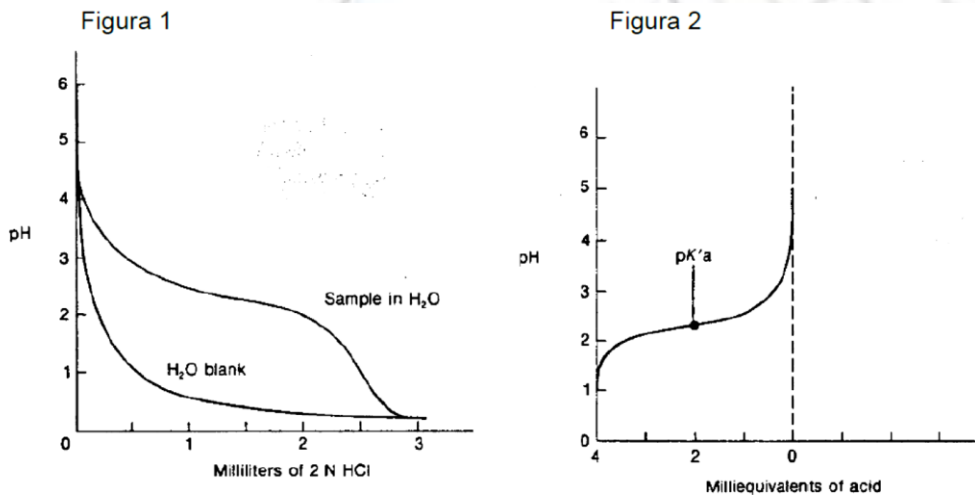 Figura 1
6
5
4
3
2
1
0
pH
Sample in H₂O
H₂O blank
1
2
3
Milliliters of 2 N HCl
Figura 2
6
5
4
3
2
1
0
pH
pK'a
4
2
0
Milliequivalents of acid